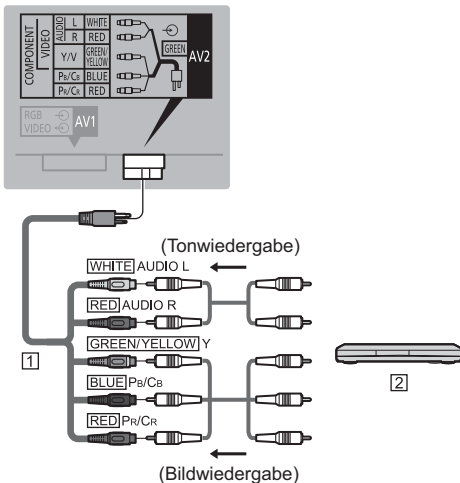 COMPONENT
VIDEO
AUDIO
L WHITE
R RED
Y/V GREEN/
YELLOW
PB/CB BLUE
PR/CR RED
GREEN
AV2
RGB
VIDEO
AV1
(Tonwiedergabe)
WHITE AUDIO L
RED AUDIO R
GREEN/YELLOW Y
BLUE PB/CB
RED PR/CR
1
2
(Bildwiedergabe)